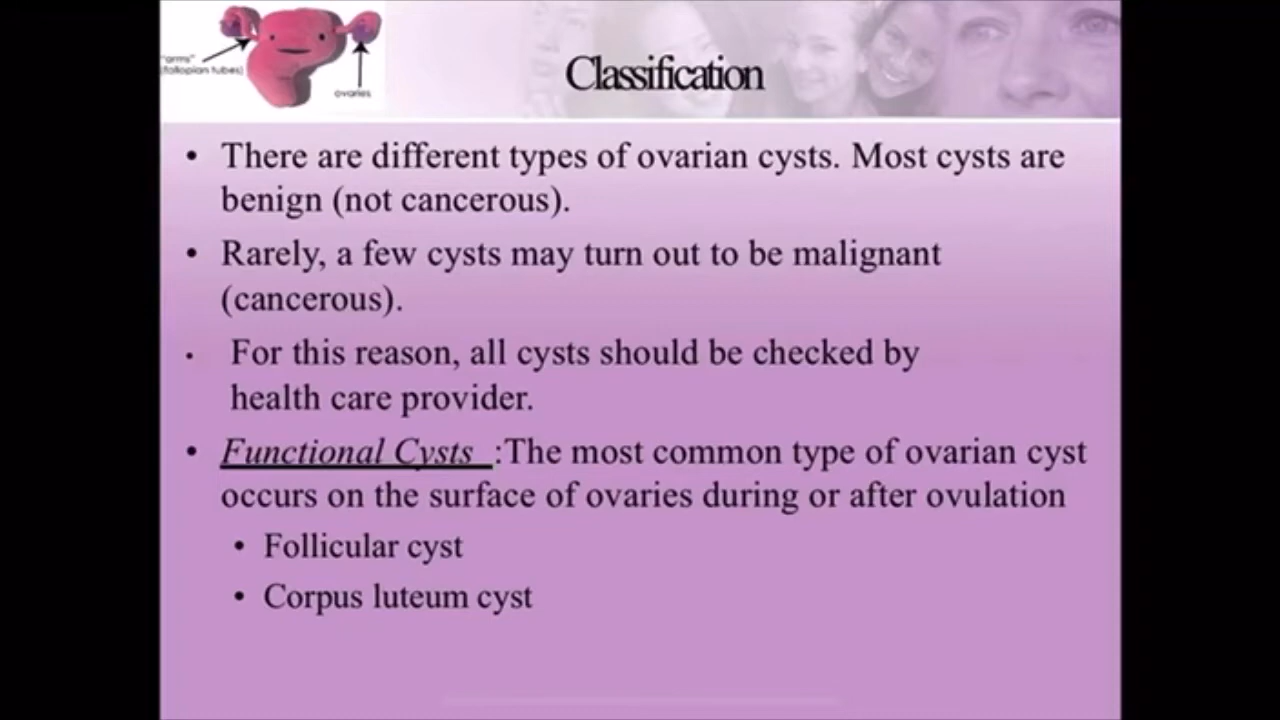 "arms"
(fallopian tubes)
ovaries
Classification
• There are different types of ovarian cysts. Most cysts are
benign (not cancerous).
• Rarely, a few cysts may turn out to be malignant
(cancerous).
• For this reason, all cysts should be checked by
health care provider.
• Functional Cysts :The most common type of ovarian cyst
occurs on the surface of ovaries during or after ovulation
• Follicular cyst
• Corpus luteum cyst